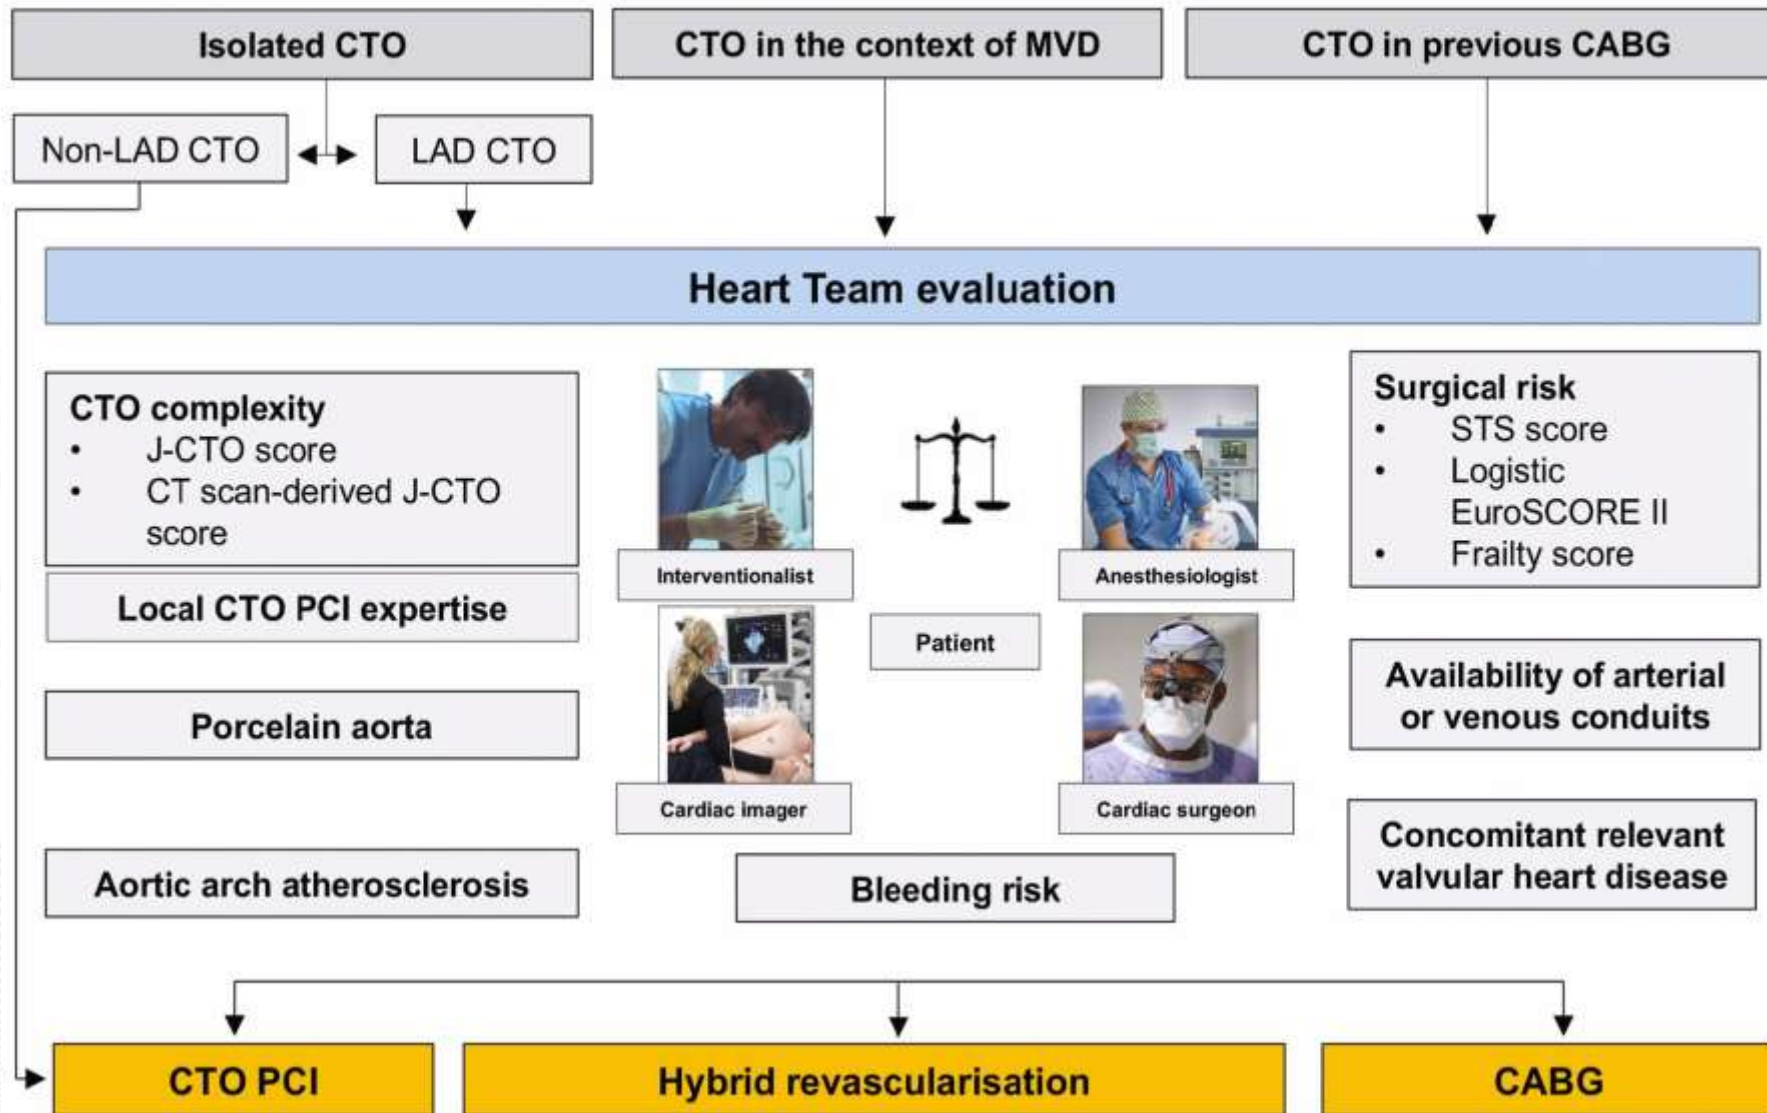 Isolated CTO
CTO in the context of MVD
CTO in previous CABG
Non-LAD CTO
LAD CTO
Heart Team evaluation
CTO complexity
• J-CTO score
• CT scan-derived J-CTO
score
Local CTO PCI expertise
Porcelain aorta
Aortic arch atherosclerosis
Interventionalist
Anesthesiologist
Patient
Cardiac imager
Cardiac surgeon
Bleeding risk
Surgical risk
• STS score
• Logistic
EuroSCORE II
• Frailty score
Availability of arterial
or venous conduits
Concomitant relevant
valvular heart disease
CTO PCI
Hybrid revascularisation
CABG